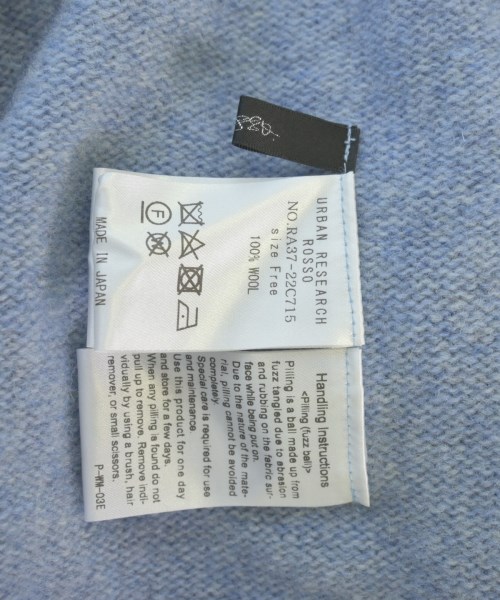 URBAN RESEARCH
ROSSO
NO.RA37-22C715
size Free
100% WOOL
F
MADE IN JAPAN
Handling Instructions
<Pilling (fuzz ball)>
Pilling is a ball made up from
fuzz tangled due to abrasion
and rubbing on the fabric sur-
face while being put on.
Due to the nature of the mate-
rial, pilling cannot be avoided
completely.
Special care is required for use
and maintenance.
Use this product for one day
and store for a few days.
When any piling is found do not
pull up to remove. Remove indi-
vidually by using a brush, hair
remover, or small scissors.
P-WW-03E